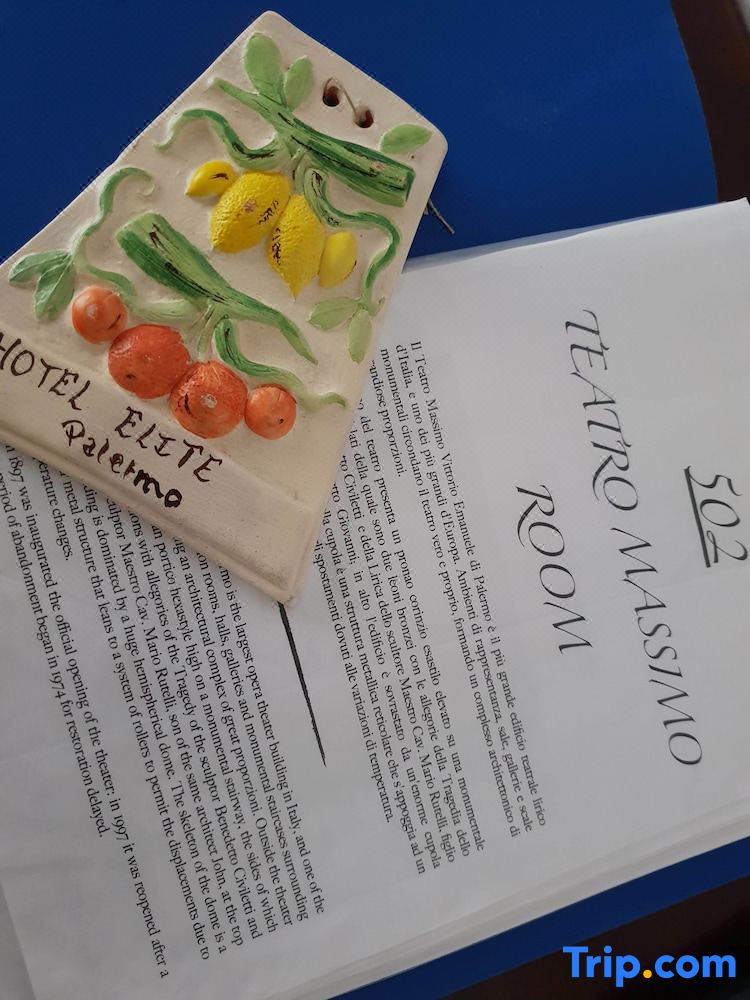 HOTEL ELITE
Palermo
502
TEATRO MASSIMO
ROOM
Il Teatro Massimo Vittorio Emanuele di Palermo è il più grande edificio teatrale lirico
d'Italia, e uno dei più grandi d'Europa. Ambienti di rappresentanza, sale, gallerie e scale
monumentali circondano il teatro vero e proprio, formando un complesso architettonico di
proporzioni.
del teatro presenta un pronao corinzio esastilo elevato su una monumentale
lati della quale sono due leoni bronzei con le allegorie della Tragedia dello
Civiletti e della Lirica dello scultore Maestro Cav. Mario Rutelli, figlio
Giovanni; in alto l'edificio è sovrastato da un'enorme cupola
cupola è una struttura metallica reticolare che s'appoggia ad un
di spostamenti dovuti alle variazioni di temperatura.
is the largest opera theater building in Italy, and one of the
rooms, halls, galleries and monumental staircases surrounding
an architectural complex of great proportions. Outside the theater
portico hexastyle high on a monumental stairway, the sides of which
with allegories of the Tragedy of the sculptor Benedetto Civiletti and
Maestro Cav. Mario Rutelli, son of the same architect John, at the top
is dominated by a huge hemispherical dome. The skeleton of the dome is a
metal structure that leans to a system of rollers to permit the displacements due to
changes.
1897 was inaugurated the official opening of the theater; in 1997 it was reopened after a
period of abandonment began in 1974 for restoration delayed.
Trip.com